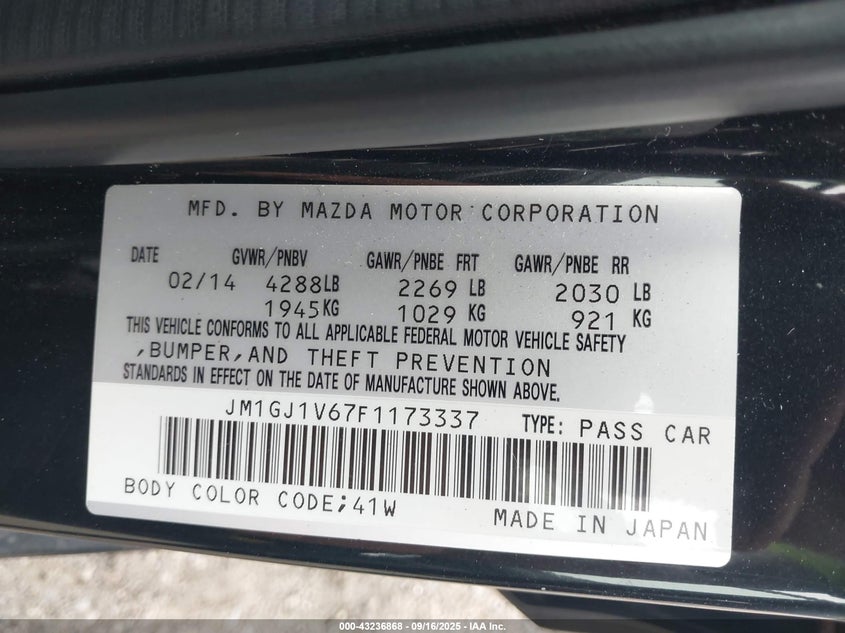 MFD. BY MAZDA MOTOR CORPORATION
DATE GVWR/PNBV GAWR/PNBE FRT GAWR/PNBE RR
02/14 4288LB 2269 LB 2030 LB
1945KG 1029 KG 921 KG
THIS VEHICLE CONFORMS TO ALL APPLICABLE FEDERAL MOTOR VEHICLE SAFETY
,BUMPER,AND THEFT PREVENTION
STANDARDS IN EFFECT ON THE DATE OF MANUFACTURE SHOWN ABOVE.
JM1GJ1V67F1173337 TYPE: PASS CAR
BODY COLOR CODE;41W
MADE IN JAPAN
000-43236868 - 09/16/2025 - IAA Inc.